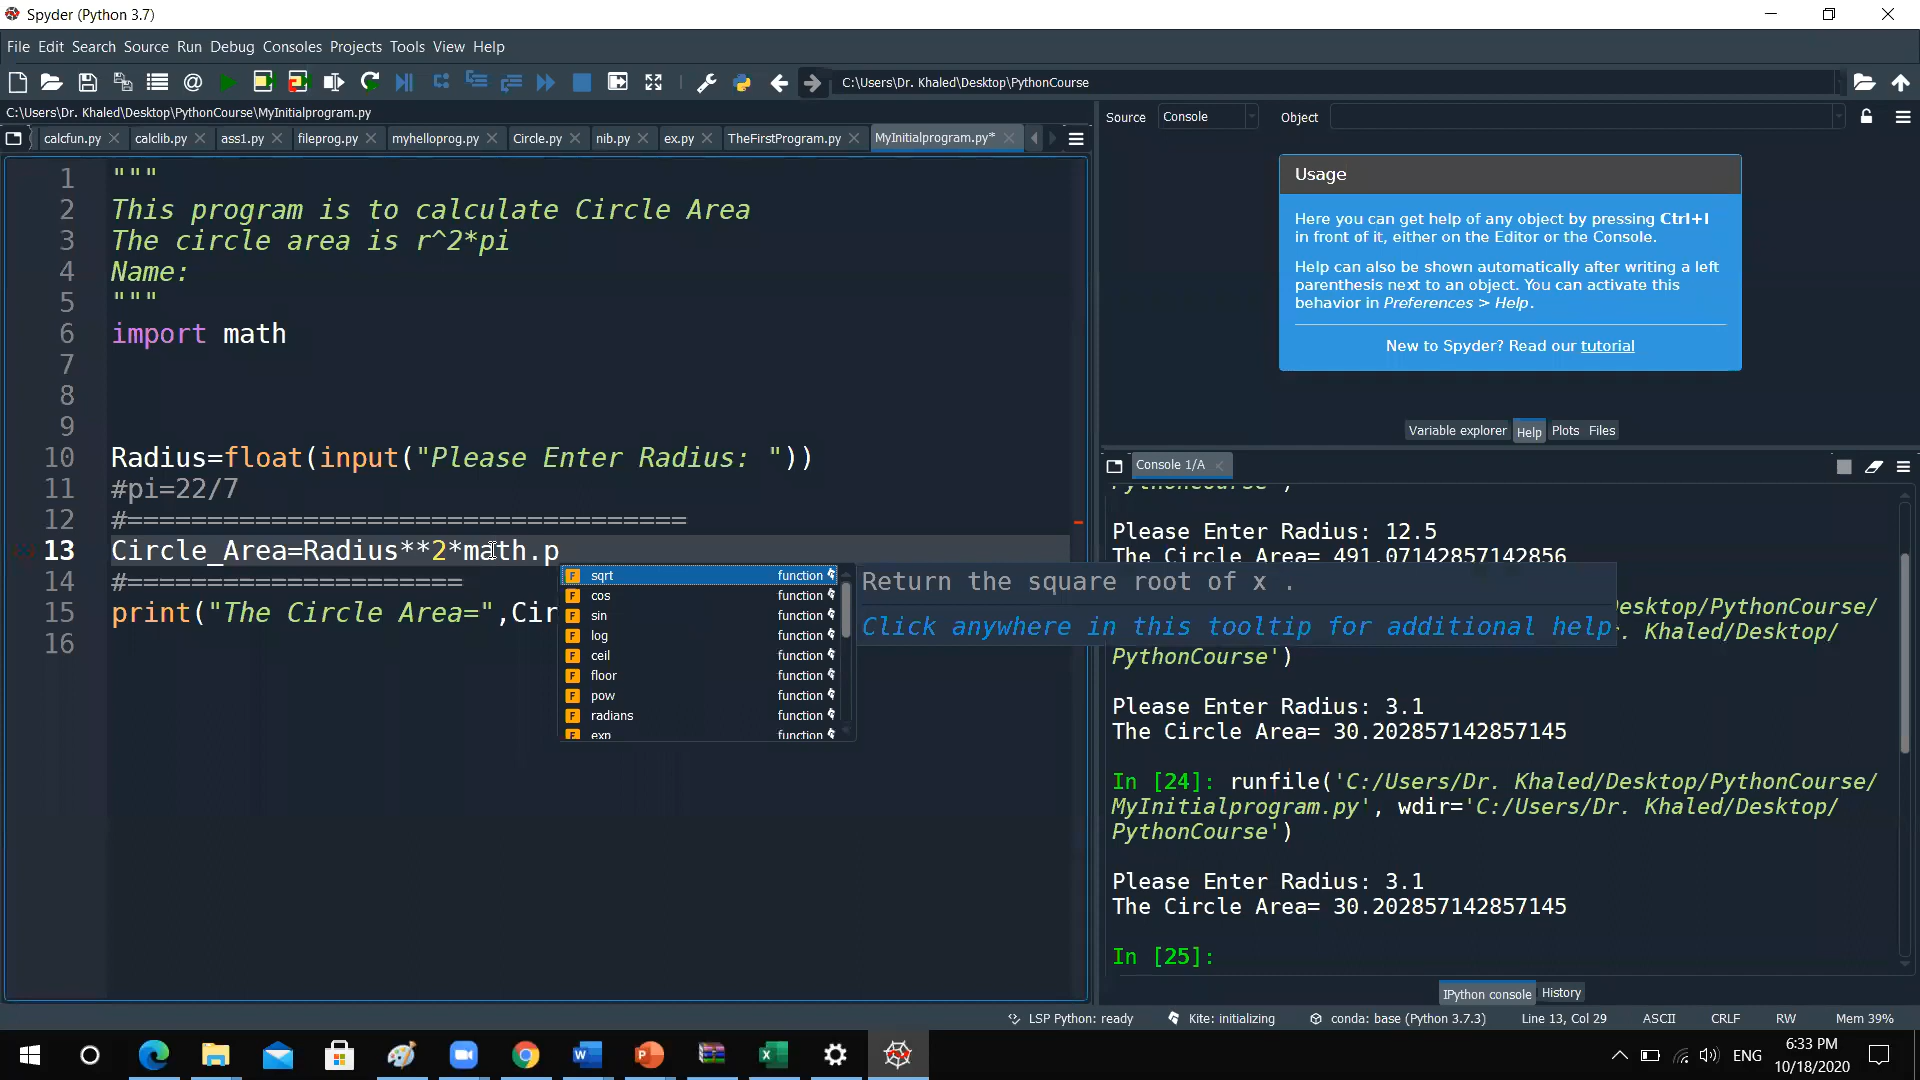 Spyder (Python 3.7)
File Edit Search Source Run Debug Consoles Projects Tools View Help
C:\Users\Dr. Khaled\Desktop\PythonCourse
C:\Users\Dr. Khaled\Desktop\PythonCourse\MyInitialprogram.py
calcfun.py calclib.py ass1.py fileprog.py myhelloprog.py Circle.py nib.py ex.py TheFirstProgram.py MyInitialprogram.py*
1 """
2 This program is to calculate Circle Area
3 The circle area is r^2*pi
4 Name:
5 """
6 import math
7
8
9
10 Radius=float(input("Please Enter Radius: "))
11 #pi=22/7
12 #===================================
13 Circle_Area=Radius**2*math.p
14 #=====================
15 print("The Circle Area=",Cir
16
sqrt function
cos function
sin function
log function
ceil function
floor function
pow function
radians function
exp function
Return the square root of x .
Click anywhere in this tooltip for additional help
Source Console Object
Usage
Here you can get help of any object by pressing Ctrl+I
in front of it, either on the Editor or the Console.
Help can also be shown automatically after writing a left
parenthesis next to an object. You can activate this
behavior in Preferences > Help.
New to Spyder? Read our tutorial
Variable explorer Help Plots Files
Console 1/A
PythonCourse')
Please Enter Radius: 12.5
The Circle Area= 491.07142857142856
esktop/PythonCourse/
. Khaled/Desktop/
PythonCourse')
Please Enter Radius: 3.1
The Circle Area= 30.202857142857145
In [24]: runfile('C:/Users/Dr. Khaled/Desktop/PythonCourse/
MyInitialprogram.py', wdir='C:/Users/Dr. Khaled/Desktop/
PythonCourse')
Please Enter Radius: 3.1
The Circle Area= 30.202857142857145
In [25]:
IPython console History
LSP Python: ready Kite: initializing conda: base (Python 3.7.3) Line 13, Col 29 ASCII CRLF RW Mem 39%
ENG
6:33 PM
10/18/2020